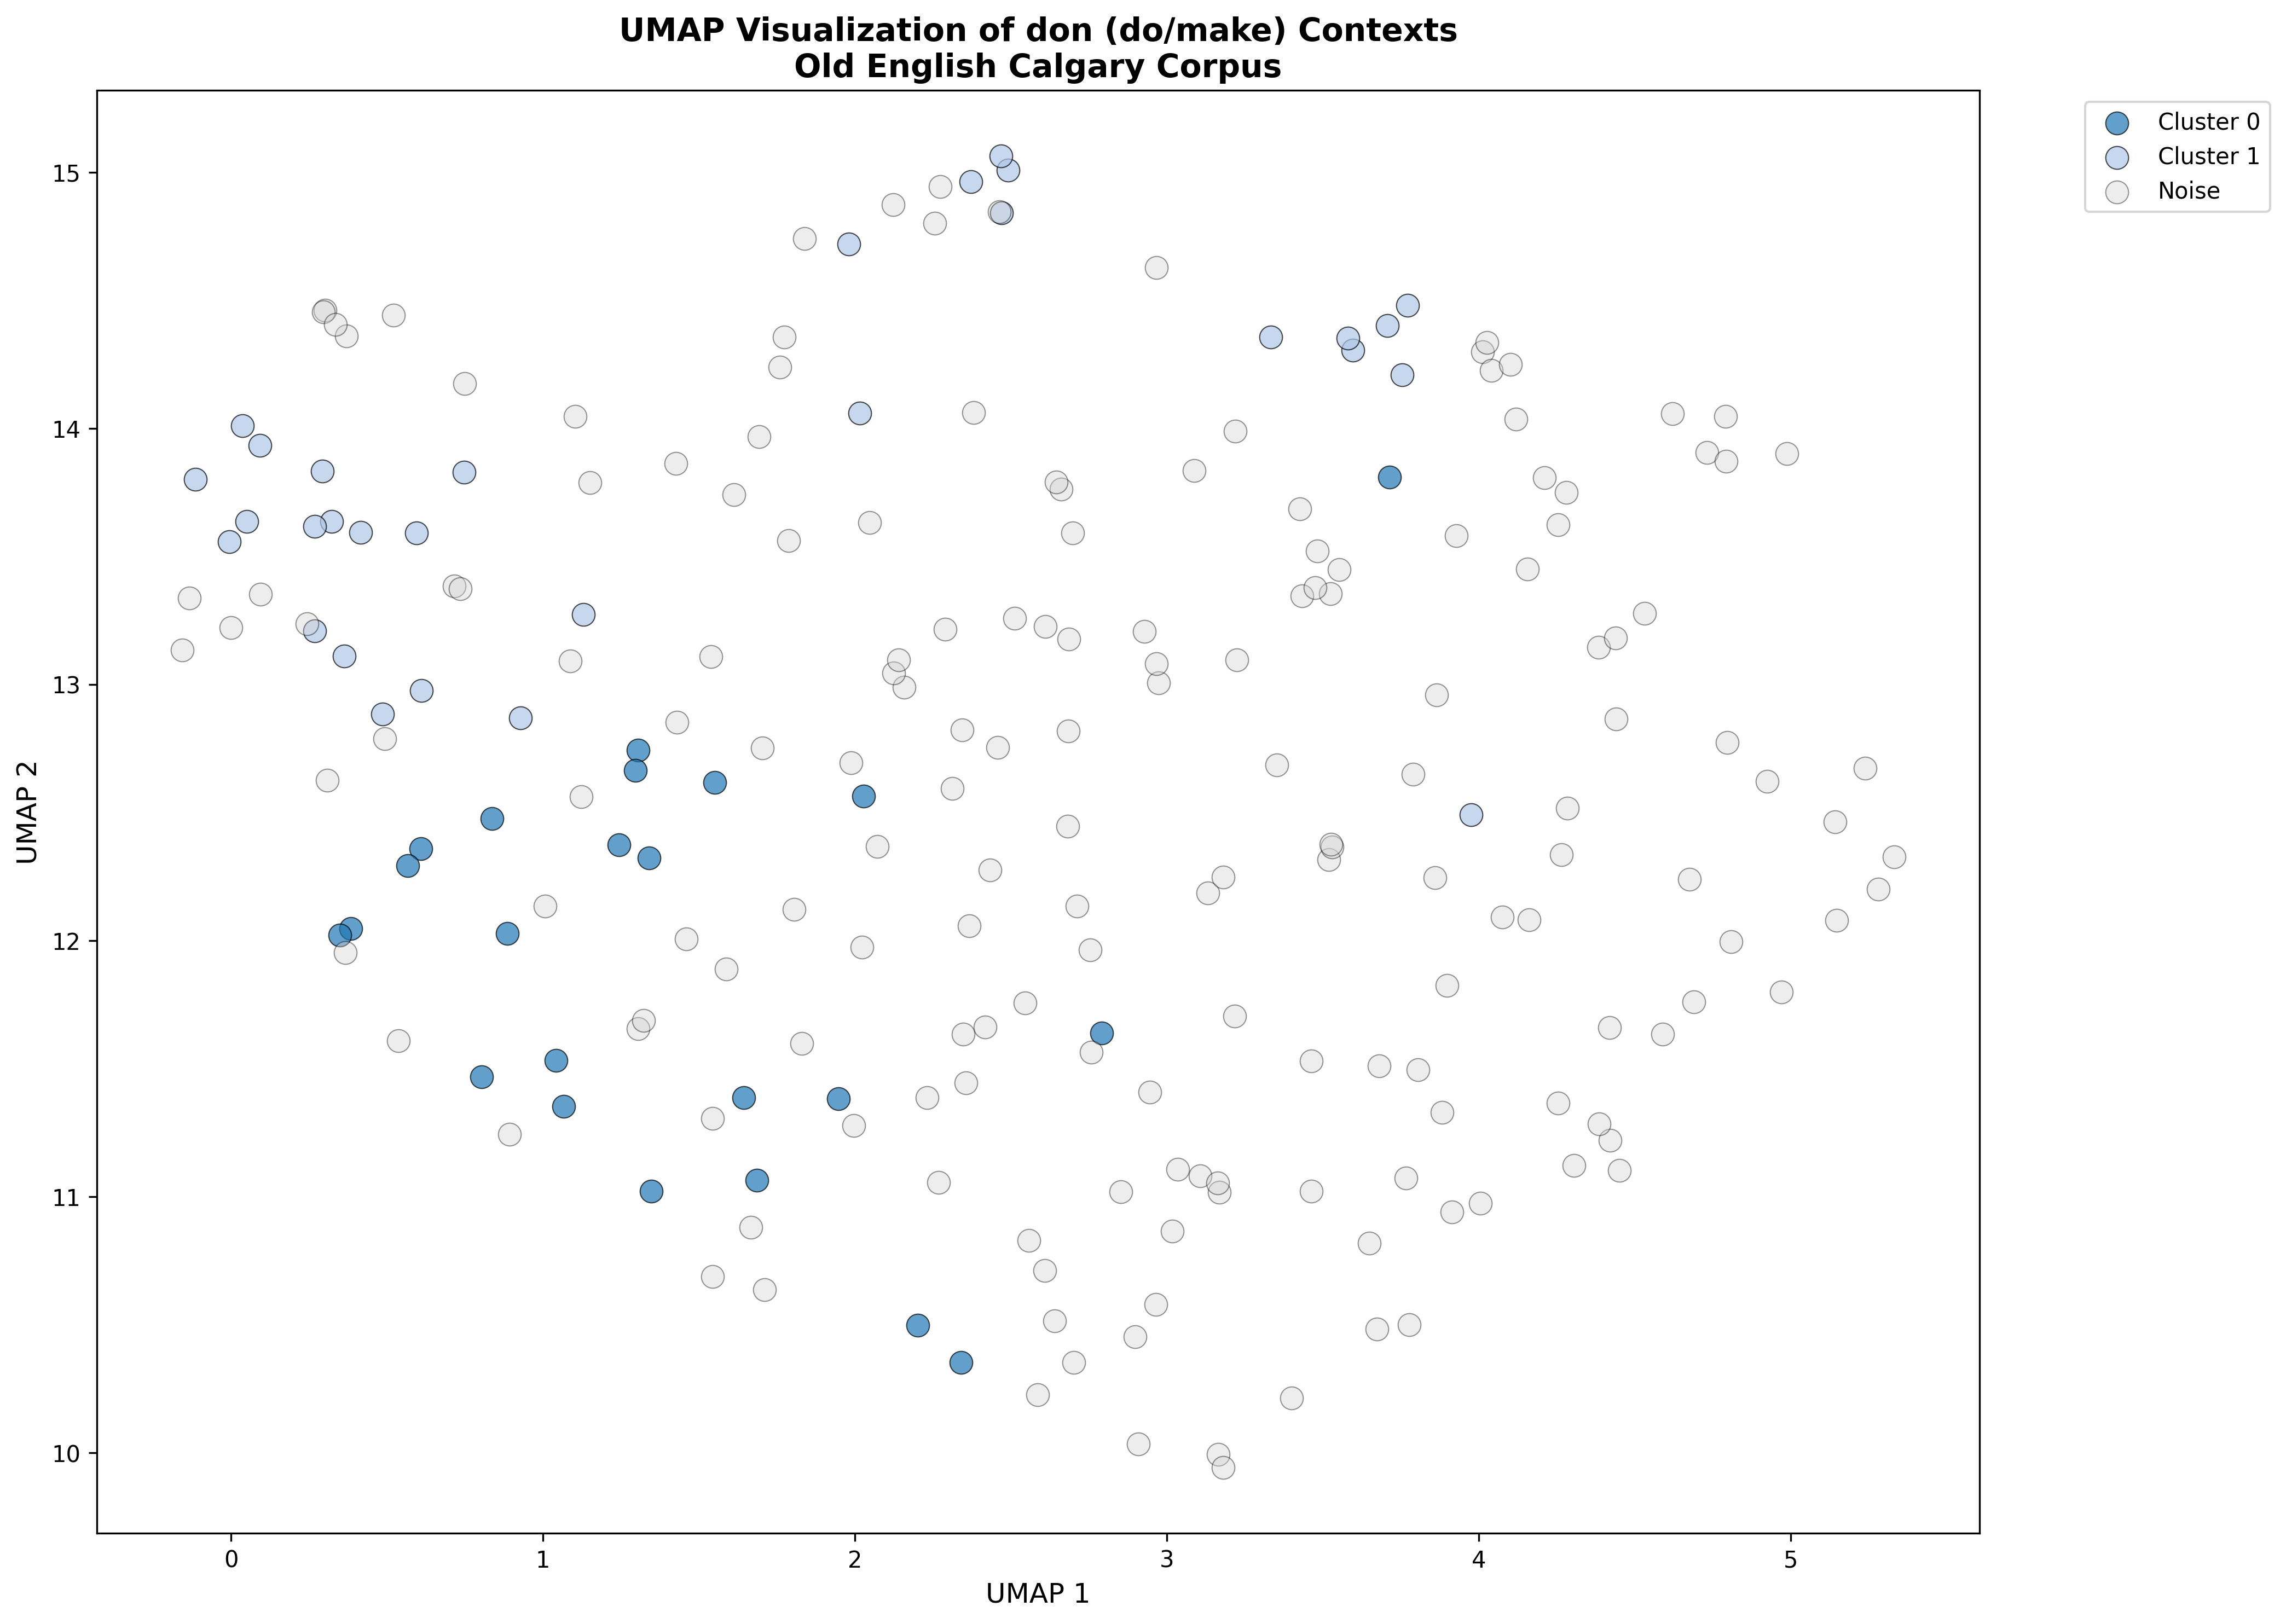 UMAP Visualization of don (do/make) Contexts
Old English Calgary Corpus
Cluster 0
Cluster 1
Noise
UMAP 2
15
14
13
12
11
10
0 1 2 3 4 5
UMAP 1